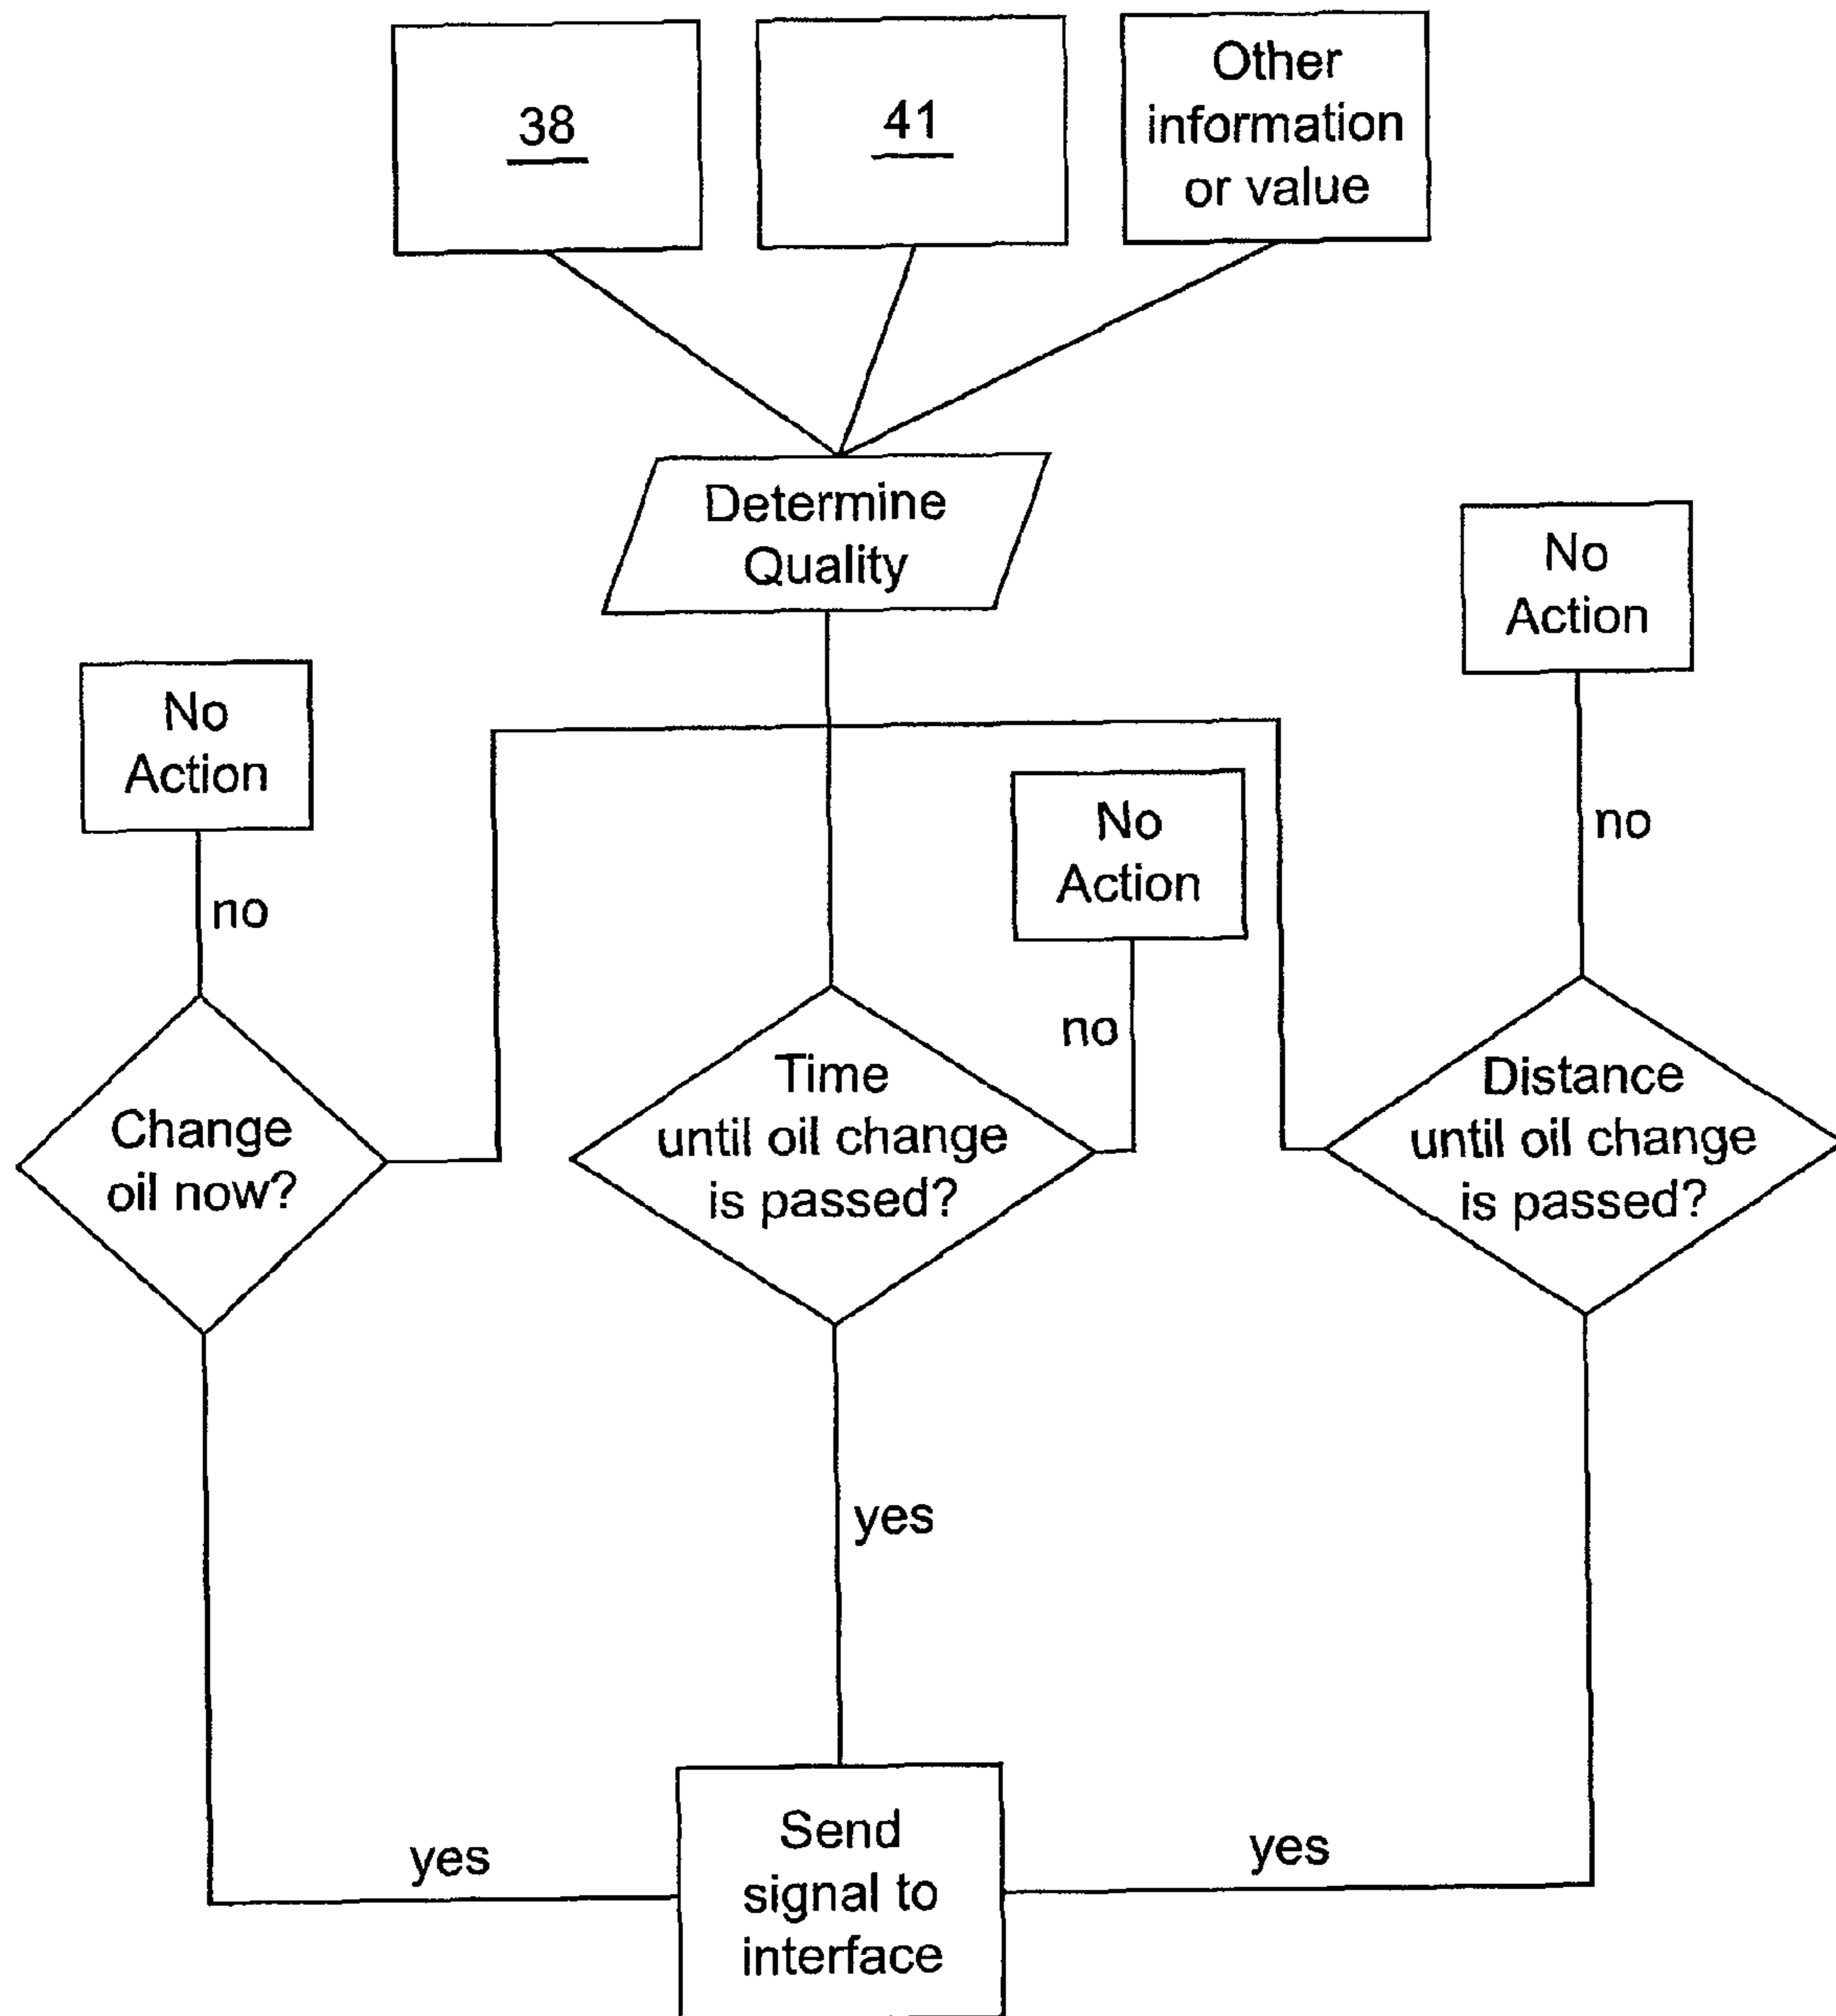 38
41
Other
information
or value
Determine
Quality
No
Action
No
Action
No
Action
no
no
no
Change
oil now?
Time
until oil change
is passed?
Distance
until oil change
is passed?
yes
yes
yes
Send
signal to
interface